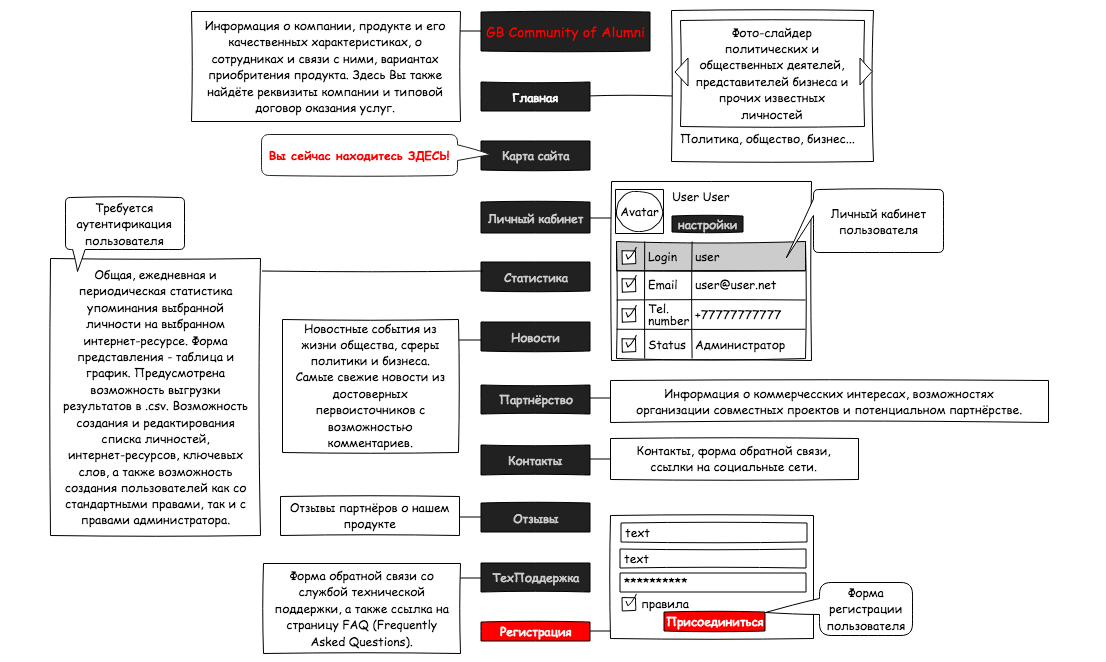 Информация о компании, продукте и его
качественных характеристиках, о
сотрудниках и связи с ними, вариантах
приобритения продукта. Здесь Вы также
найдёте реквизиты компании и типовой
договор оказания услуг.
GB Community of Alumni
Фото-слайдер
политических и
общественных деятелей,
представителей бизнеса и
прочих известных
личностей
Политика, общество, бизнес...
Главная
Вы сейчас находитесь ЗДЕСЬ!
Карта сайта
Личный кабинет
Avatar
User User
настройки
Login user
Email user@user.net
Tel.
number +77777777777
Status Администратор
Личный кабинет
пользователя
Требуется
аутентификация
пользователя
Общая, ежедневная и
периодическая статистика
упоминания выбранной
личности на выбранном
интернет-ресурсе. Форма
представления - таблица и
график. Предусмотрена
возможность выгрузки
результатов в .csv. Возможность
создания и редактирования
списка личностей,
интернет-ресурсов, ключевых
слов, а также возможность
создания пользователей как со
стандартными правами, так и с
правами администратора.
Статистика
Новостные события из
жизни общества, сферы
политики и бизнеса.
Самые свежие новости из
достоверных
первоисточников с
возможностью
комментариев.
Новости
Партнёрство
Информация о коммерчесских интересах, возможностях
организации совместных проектов и потенциальном партнёрстве.
Контакты
Контакты, форма обратной связи,
ссылки на социальные сети.
Отзывы партнёров о нашем
продукте
Отзывы
Форма обратной связи со
службой технической
поддержки, а также ссылка на
страницу FAQ (Frequently
Asked Questions).
ТехПоддержка
Регистрация
text
text
**********
правила
Присоединиться
Форма
регистрации
пользователя